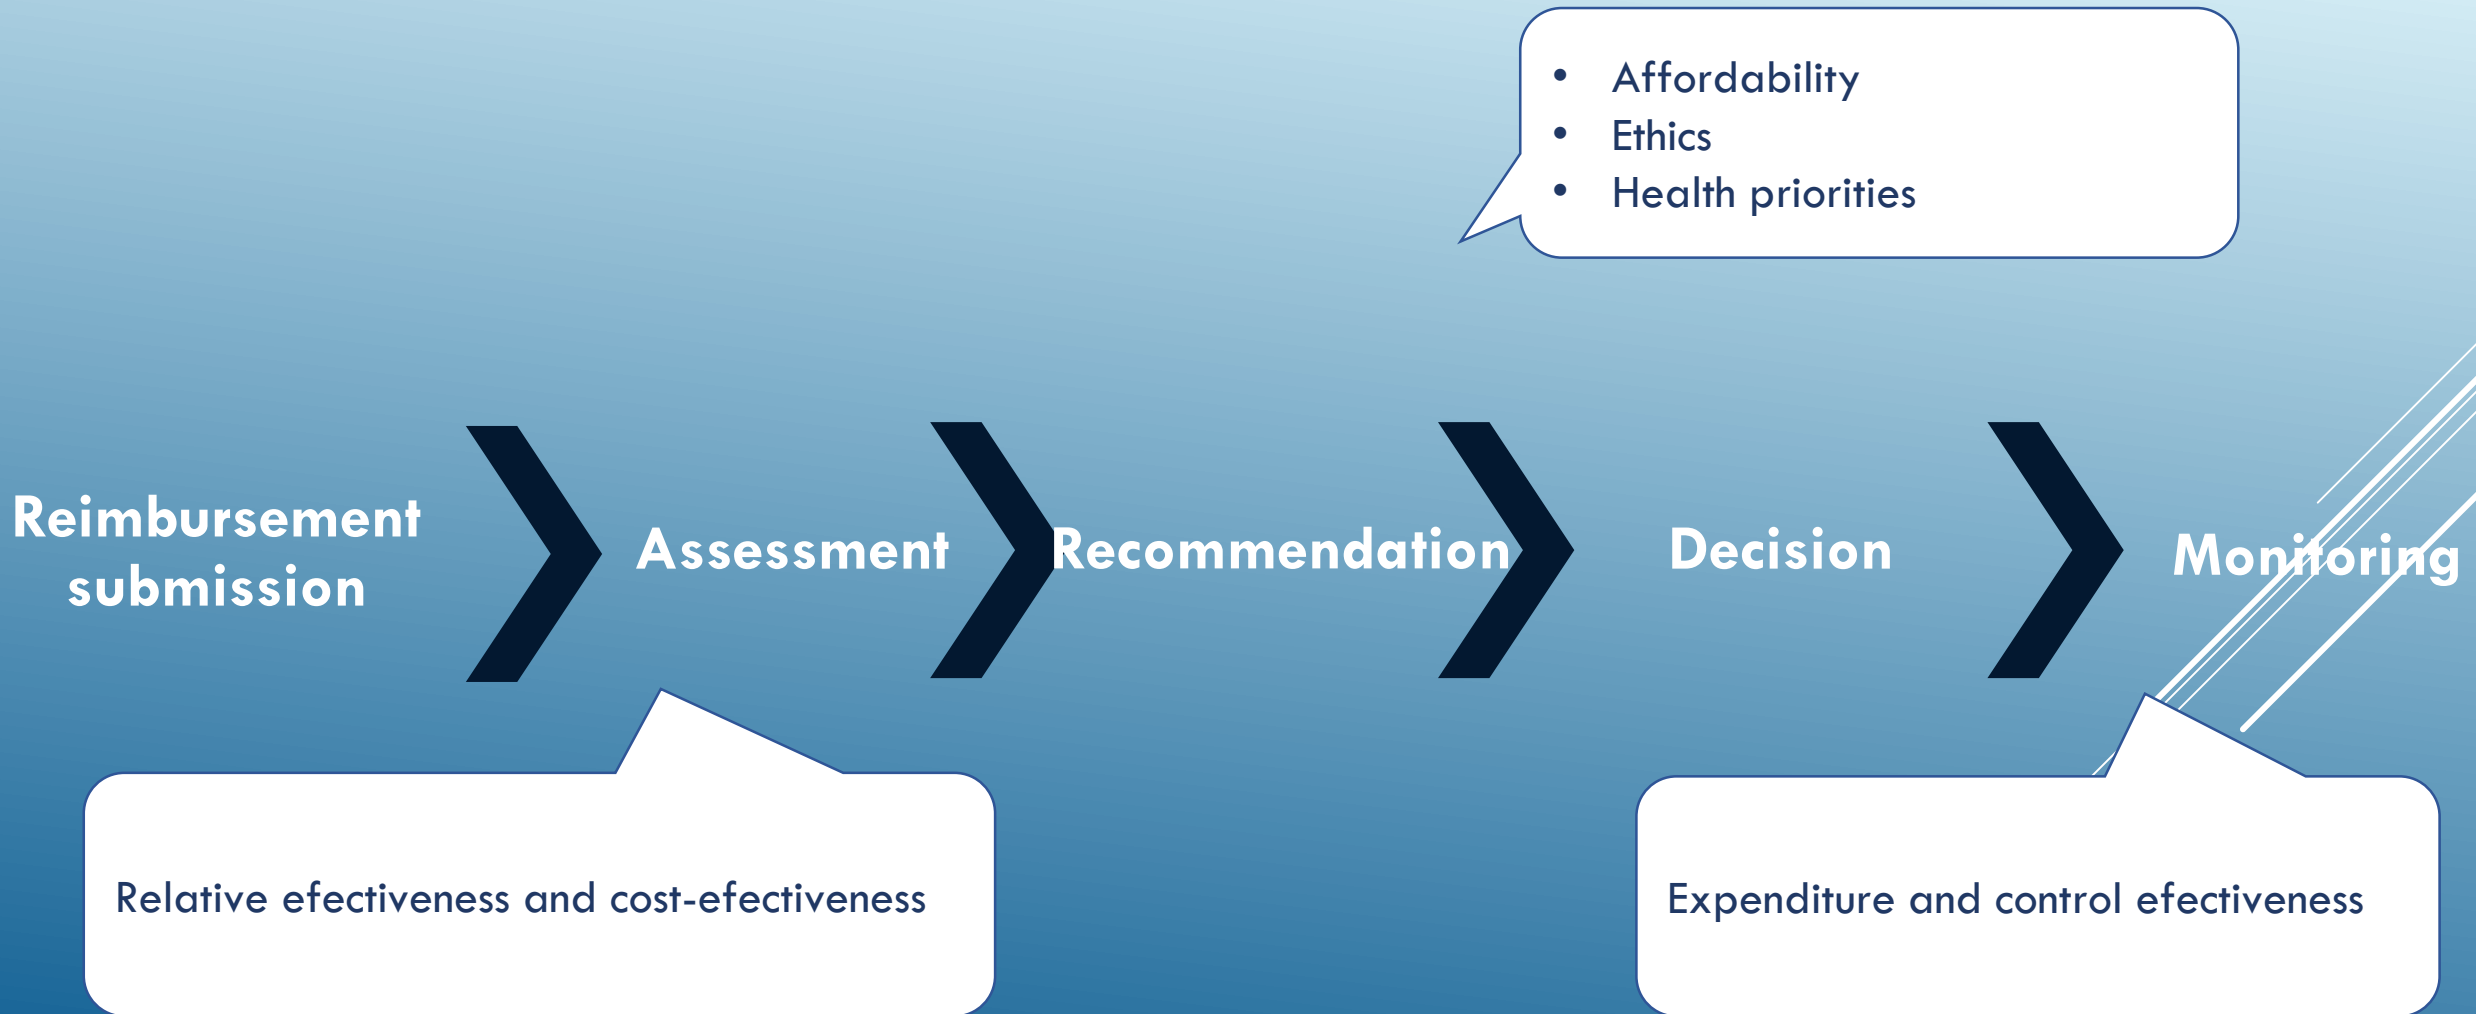 • Affordability
• Ethics
• Health priorities
Reimbursement
submission
Assessment
Recommendation
Decision
Monitoring
Relative efectiveness and cost-efectiveness
Expenditure and control efectiveness